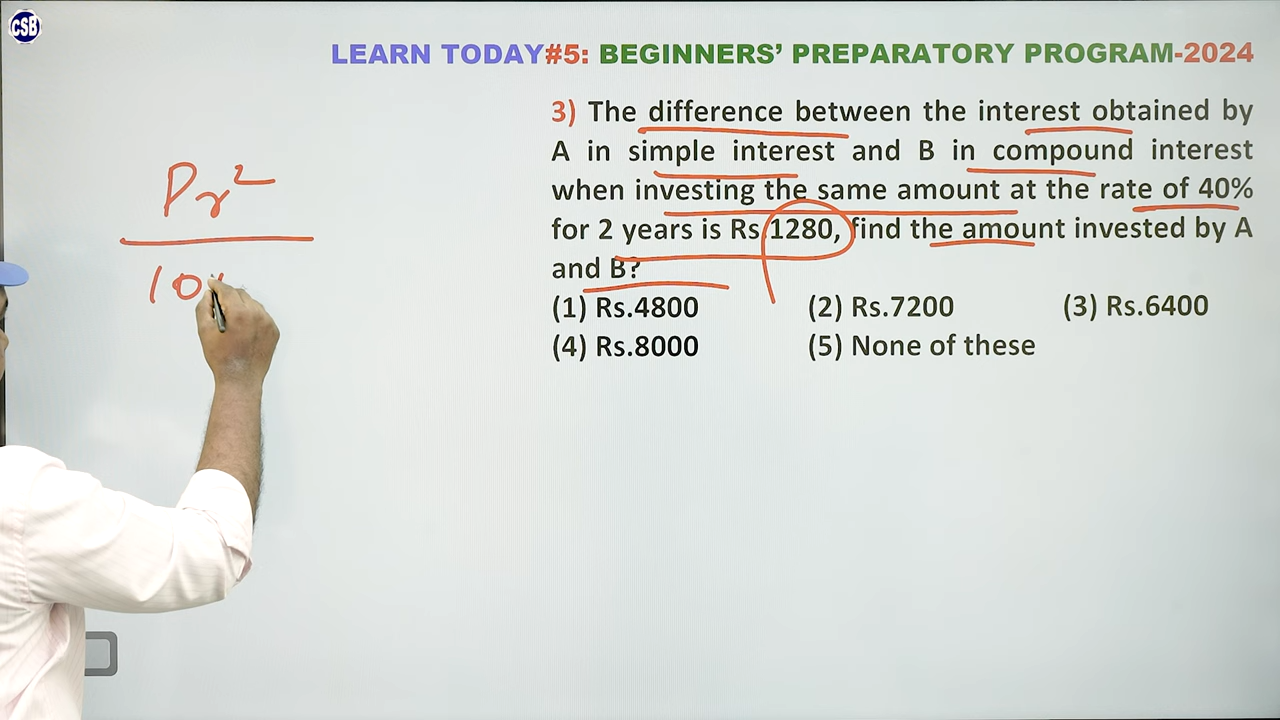 CSB
LEARN TODAY#5: BEGINNERS’ PREPARATORY PROGRAM-2024
3) The difference between the interest obtained by
A in simple interest and B in compound interest
when investing the same amount at the rate of 40%
for 2 years is Rs.1280, find the amount invested by A
and B?
(1) Rs.4800 (2) Rs.7200 (3) Rs.6400
(4) Rs.8000 (5) None of these
Pr²
10